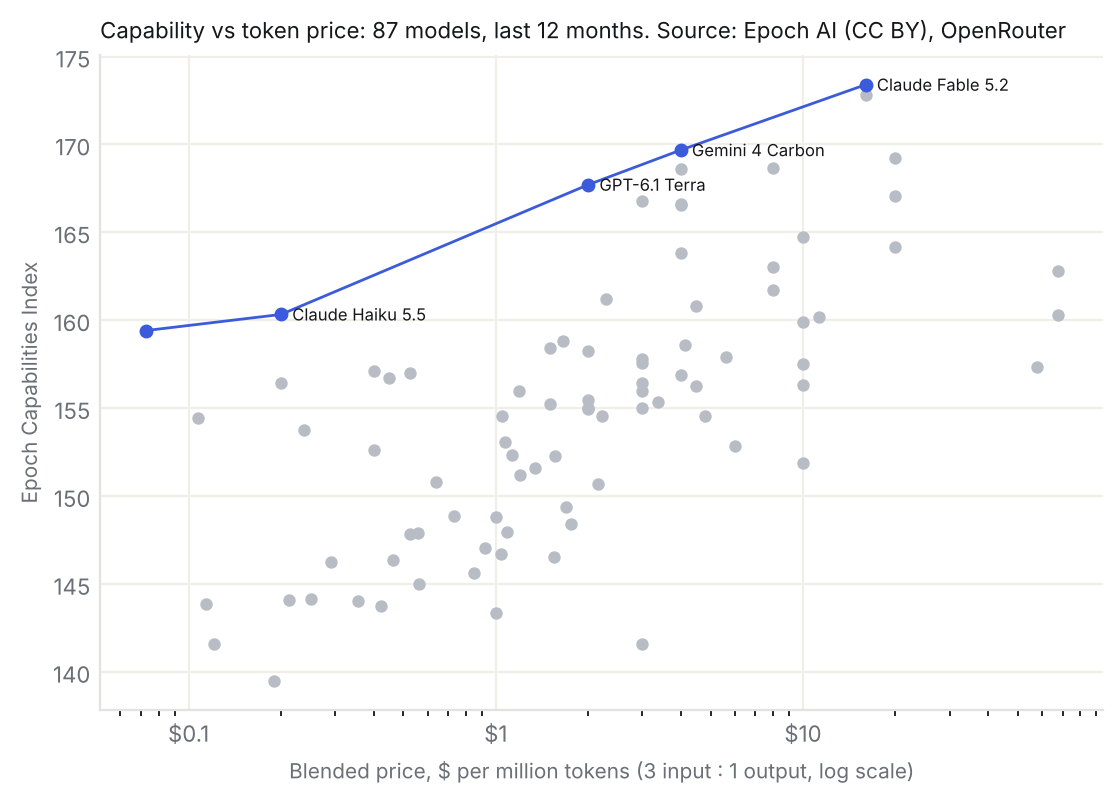 Capability vs token price: 87 models, last 12 months. Source: Epoch AI (CC BY), OpenRouter
175
Claude Fable 5.2
170
Gemini 4 Carbon
GPT-6.1 Terra
165
Epoch Capabilities Index
160
Claude Haiku 5.5
155
150
145
140
$0.1
$1
$10
Blended price, $ per million tokens (3 input : 1 output, log scale)